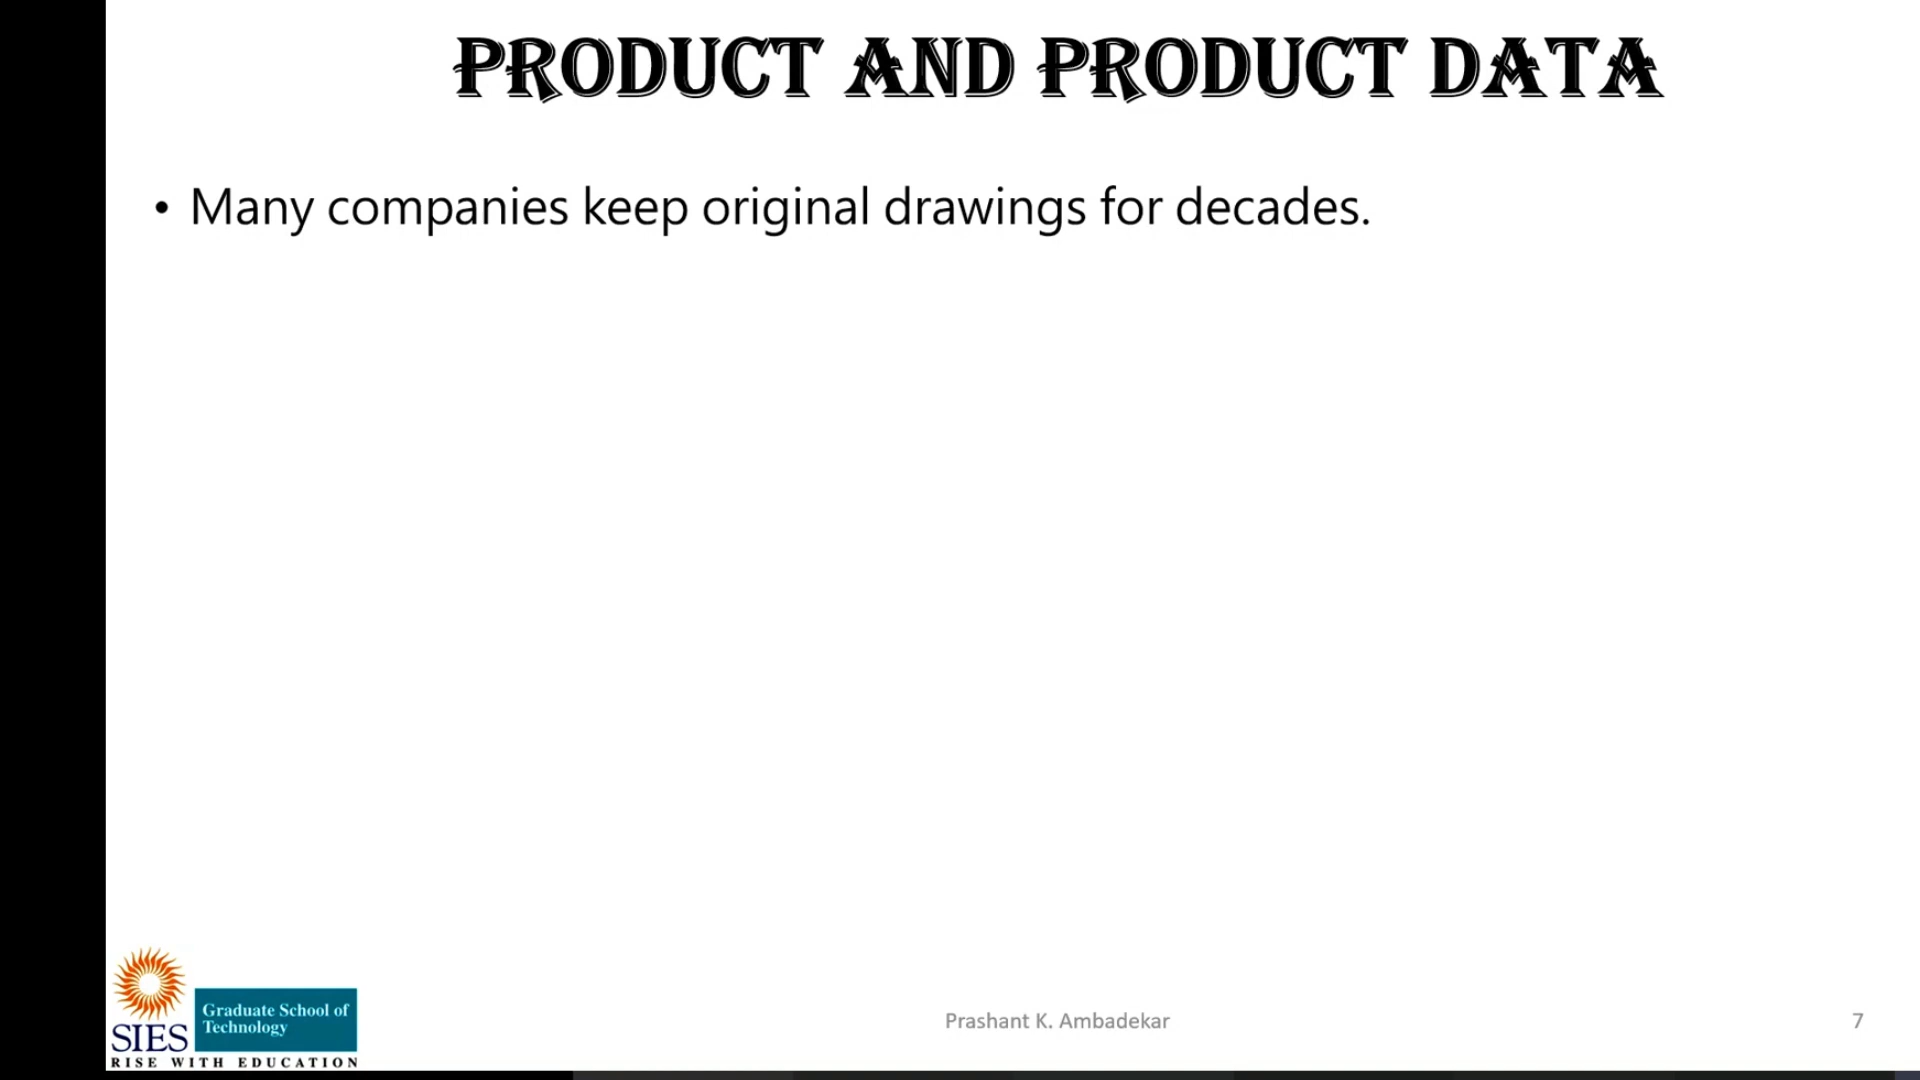 PRODUCT AND PRODUCT DATA
• Many companies keep original drawings for decades.
Graduate School of
Technology
SIES
RISE WITH EDUCATION
Prashant K. Ambadekar
7